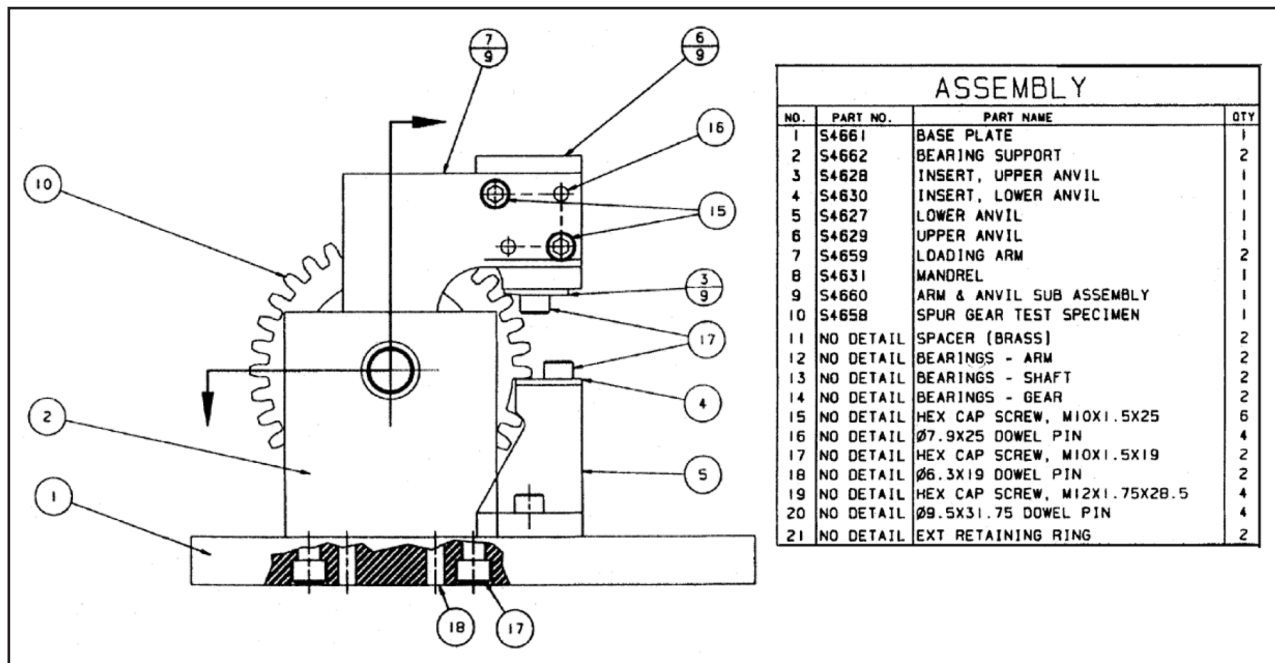 7
9
6
9
16
10
15
3
9
17
2
4
1
5
18
17
ASSEMBLY
NO. PART NO. PART NAME QTY
1 S4661 BASE PLATE 1
2 S4662 BEARING SUPPORT 2
3 S4628 INSERT, UPPER ANVIL 1
4 S4630 INSERT, LOWER ANVIL 1
5 S4627 LOWER ANVIL 1
6 S4629 UPPER ANVIL 1
7 S4659 LOADING ARM 2
8 S4631 MANDREL 1
9 S4660 ARM & ANVIL SUB ASSEMBLY 1
10 S4658 SPUR GEAR TEST SPECIMEN 1
11 NO DETAIL SPACER (BRASS) 2
12 NO DETAIL BEARINGS - ARM 2
13 NO DETAIL BEARINGS - SHAFT 2
14 NO DETAIL BEARINGS - GEAR 2
15 NO DETAIL HEX CAP SCREW, M10X1.5X25 6
16 NO DETAIL Ø7.9X25 DOWEL PIN 4
17 NO DETAIL HEX CAP SCREW, M10X1.5X19 2
18 NO DETAIL Ø6.3X19 DOWEL PIN 2
19 NO DETAIL HEX CAP SCREW, M12X1.75X28.5 4
20 NO DETAIL Ø9.5X31.75 DOWEL PIN 4
21 NO DETAIL EXT RETAINING RING 2